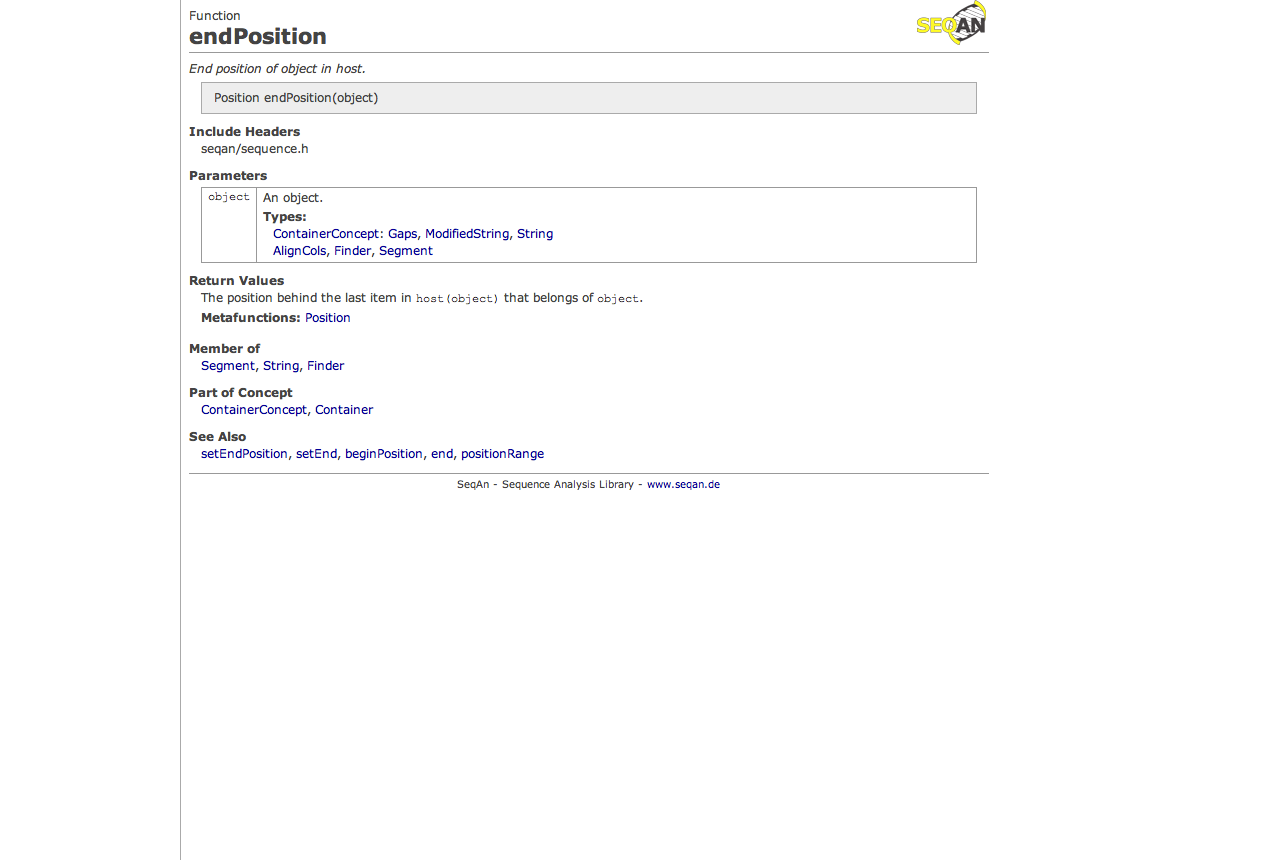 Function
SEQAN
endPosition
End position of object in host.
Position endPosition(object)
Include Headers
seqan/sequence.h
Parameters
object An object.
Types:
ContainerConcept: Gaps, ModifiedString, String
AlignCols, Finder, Segment
Return Values
The position behind the last item in host(object) that belongs of object.
Metafunctions: Position
Member of
Segment, String, Finder
Part of Concept
ContainerConcept, Container
See Also
setEndPosition, setEnd, beginPosition, end, positionRange
SeqAn - Sequence Analysis Library - www.seqan.de